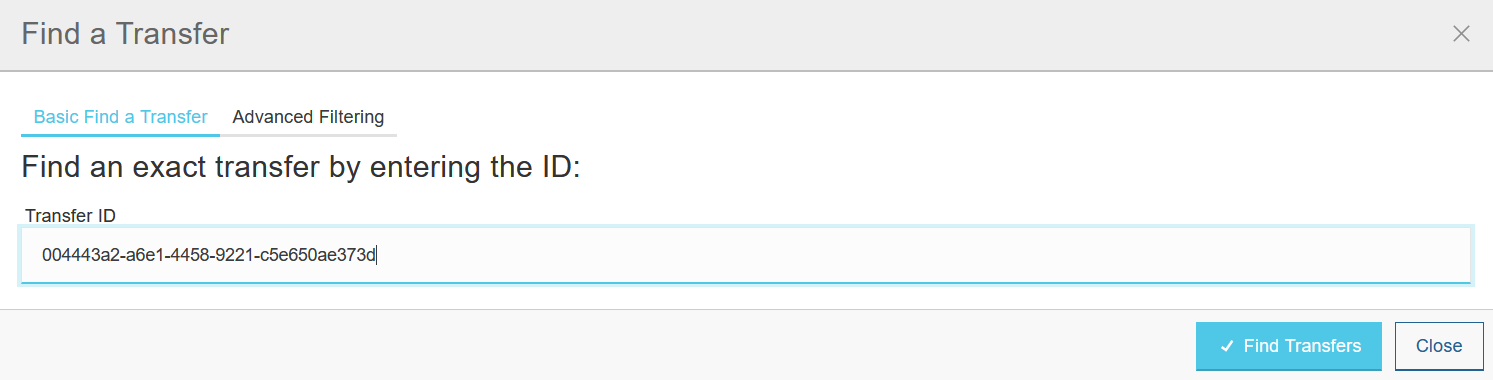 Find a Transfer
Basic Find a Transfer Advanced Filtering
Find an exact transfer by entering the ID:
Transfer ID
004443a2-a6e1-4458-9221-c5e650ae373d
Find Transfers Close